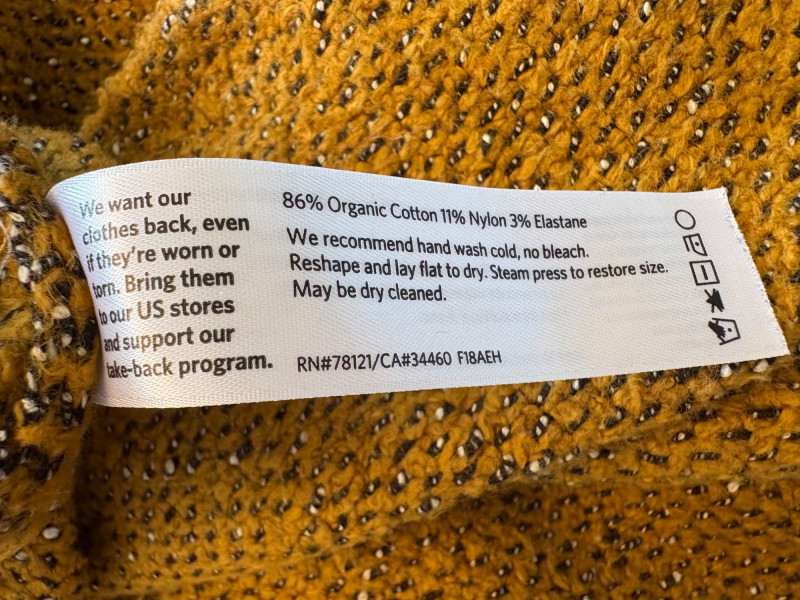 We want our
clothes back, even
if they're worn or
torn. Bring them
to our US stores
and support our
take-back program.
86% Organic Cotton 11% Nylon 3% Elastane
We recommend hand wash cold, no bleach.
Reshape and lay flat to dry. Steam press to restore size.
May be dry cleaned.
RN#78121/CA#34460 F18AEH